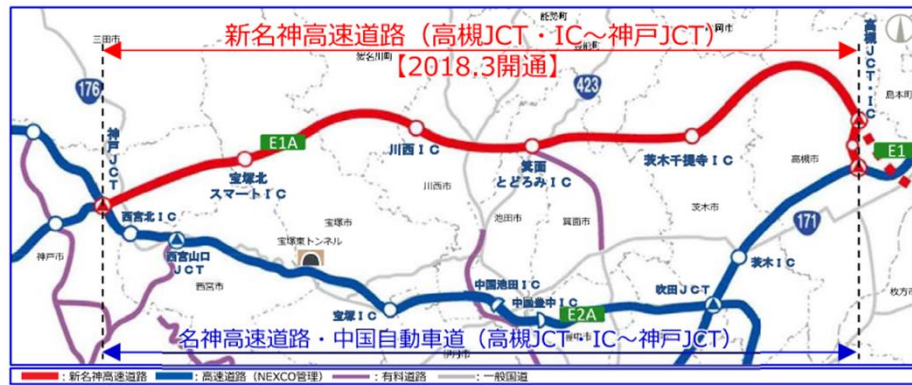 新名神高速道路（高槻JCT・IC～神戸JCT）
【2018.3開通】
三田市
猪名川町
能勢町
豊能町
亀岡市
島本町
高槻JCT・IC
176
423
E1A
E1
神戸JCT
宝塚北
スマートIC
川西IC
箕面
とどろみIC
茨木千提寺IC
高槻市
川西市
池田市
箕面市
茨木市
171
西宮北IC
西宮山口
JCT
宝塚市
宝塚東トンネル
神戸市
西宮市
宝塚IC
中国池田IC
中国豊中IC
E2A
吹田JCT
茨木IC
枚方市
豊中市
伊丹市
名神高速道路・中国自動車道（高槻JCT・IC～神戸JCT）
：新名神高速道路
：高速道路（NEXCO管理）
：有料道路
：一般国道